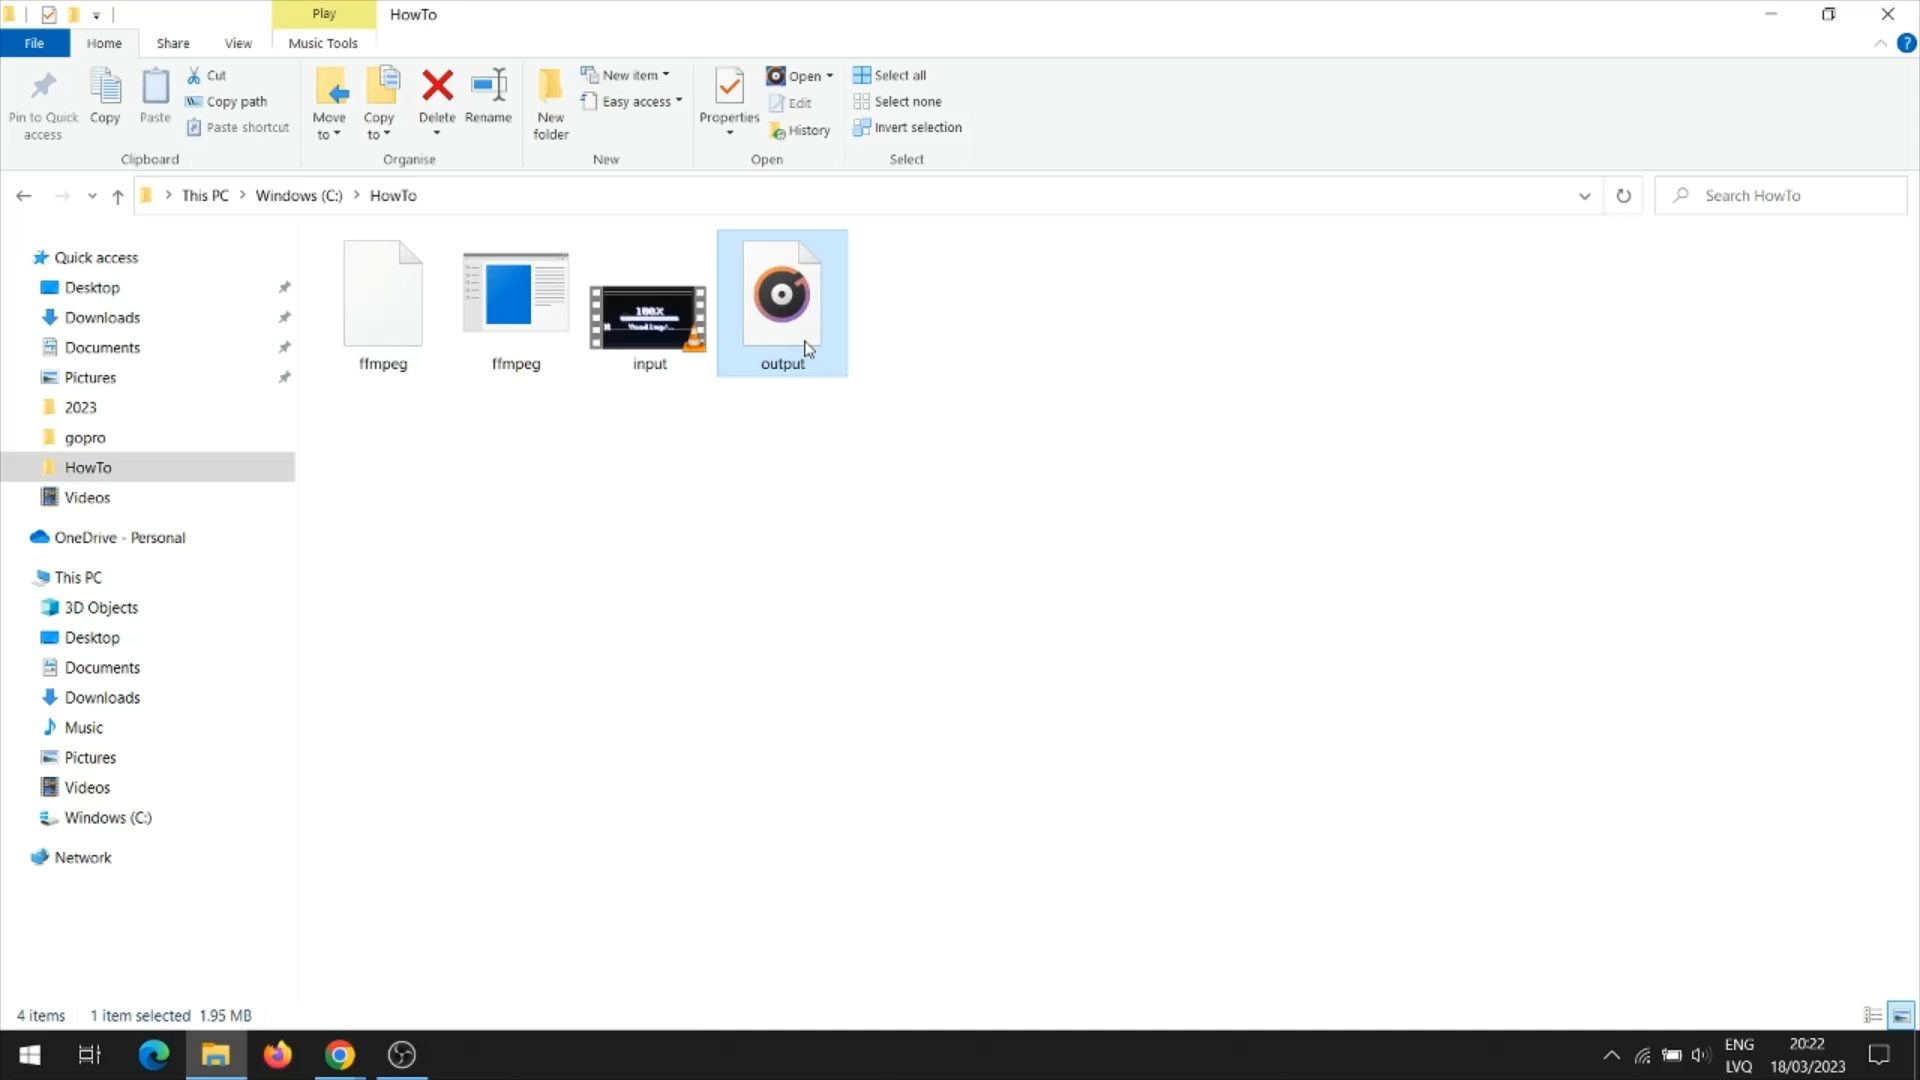 Play
HowTo
File
Home
Share
View
Music Tools
Pin to Quick
access
Copy
Paste
Cut
Copy path
Paste shortcut
Clipboard
Move
to
Copy
to
Delete
Rename
Organise
New
folder
New item
Easy access
New
Properties
Open
Edit
History
Open
Select all
Select none
Invert selection
Select
This PC
Windows (C:)
HowTo
Search HowTo
Quick access
Desktop
Downloads
Documents
Pictures
2023
gopro
HowTo
Videos
OneDrive - Personal
This PC
3D Objects
Desktop
Documents
Downloads
Music
Pictures
Videos
Windows (C:)
Network
ffmpeg
ffmpeg
100%
input
output
4 items
1 item selected 1.95 MB
ENG
LVQ
20:22
18/03/2023